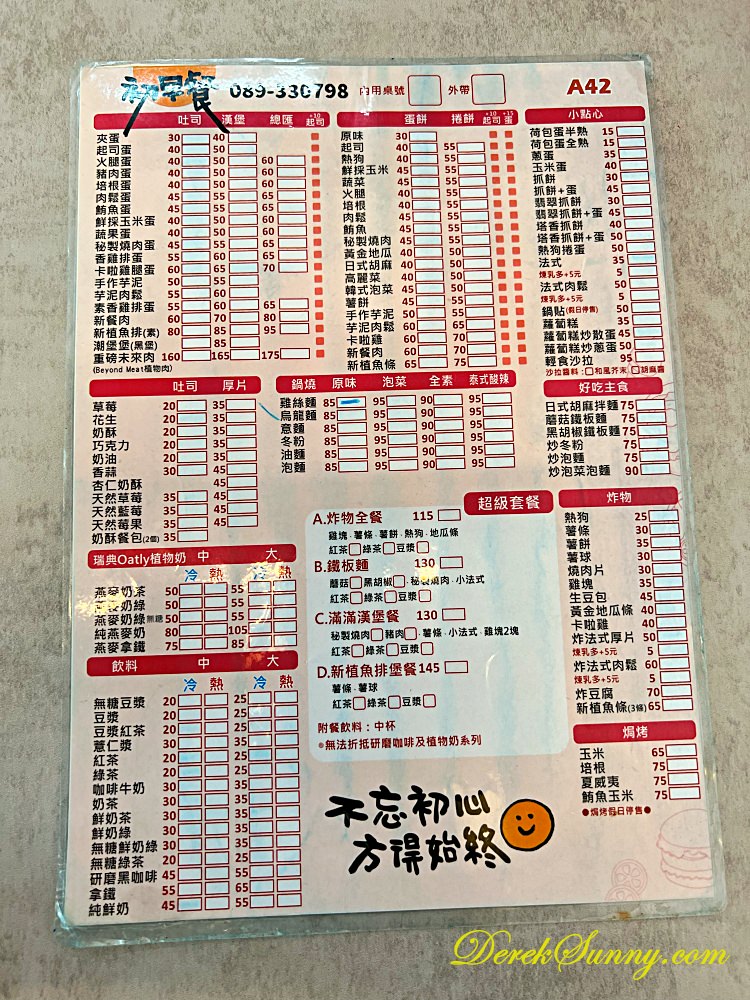 初早餐 089-330798 內用桌號 外帶 A42
吐司 漢堡 總匯 +10起司
夾蛋 30 40
起司蛋 40 50
火腿蛋 40 50 60
豬肉蛋 40 50 60
培根蛋 40 50 60
肉鬆蛋 45 55 65
鮪魚蛋 45 55 65
鮮採玉米蛋 40 50 60
蔬果蛋 40 50 60
秘製燒肉蛋 45 55 65
香雞排蛋 55 60 65
卡啦雞腿蛋 60 65 70
手作芋泥 50 50
芋泥肉鬆 55 60
素香雞排蛋 50 60 65
新餐肉 60 70 80
新植魚排(素) 80 85 95
潮堡堡(黑堡) 85
重磅未來肉 160 165 175
(Beyond Meat植物肉)
蛋餅 捲餅 +10起司 +15蛋
原味 30
起司 40 55
熱狗 40 55
鮮採玉米 45 55
蔬菜 45 55
火腿 40 55
培根 40 55
肉鬆 45 55
鮪魚 45 55
秘製燒肉 45 55
黃金地瓜 40 50
日式胡麻 40 50
高麗菜 40 50
韓式泡菜 45 55
薯餅 45 55
手作芋泥 50 50
芋泥肉鬆 60 65
卡啦雞 60 70
新餐肉 60 70
新植魚條 65 75
小點心
荷包蛋半熟 15
荷包蛋全熟 15
蔥蛋 35
玉米蛋 40
抓餅 30
抓餅+蛋 45
翡翠抓餅 30
翡翠抓餅+蛋 45
塔香抓餅 40
塔香抓餅+蛋 50
熱狗捲蛋 50
法式 35
煉乳多+5元 5
法式肉鬆 50
煉乳多+5元 5
鍋貼(假日停售) 50
蘿蔔糕 35
蘿蔔糕炒散蛋 45
蘿蔔糕炒蔥蛋 50
輕食沙拉 95
沙拉醬料：和風芥末 胡麻醬
吐司 厚片
草莓 20 35
花生 20 35
奶酥 20 35
巧克力 20 35
奶油 20 35
香蒜 30 45
杏仁奶酥 45
天然草莓 35 45
天然藍莓 35 45
天然莓果 35 45
奶酥餐包(2個) 35
鍋燒 原味 泡菜 全素 泰式酸辣
雞絲麵 85 95 90 95
烏龍麵 85 95 90 95
意麵 85 95 90 95
冬粉 85 95 90 95
油麵 85 95 90 95
泡麵 85 95 90 95
好吃主食
日式胡麻拌麵 75
蘑菇鐵板麵 75
黑胡椒鐵板麵 75
炒冬粉 75
炒泡麵 75
炒泡菜泡麵 90
瑞典Oatly植物奶 中 大
冷 熱 冷 熱
燕麥奶茶 50 55
燕麥奶綠 50 55
燕麥奶綠無糖 50 55
純燕麥奶 80 105
燕麥拿鐵 75 85
超級套餐
A.炸物全餐 115
雞塊．薯條．薯餅．熱狗．地瓜條
紅茶 綠茶 豆漿
B.鐵板麵 130
蘑菇 黑胡椒．秘製燒肉．小法式
紅茶 綠茶 豆漿
C.滿滿漢堡餐 130
秘製燒肉 豬肉．薯條．小法式．雞塊2塊
紅茶 綠茶 豆漿
D.新植魚排堡餐 145
薯條．薯球
紅茶 綠茶 豆漿
附餐飲料：中杯
※無法折抵研磨咖啡及植物奶系列
炸物
熱狗 25
薯條 30
薯餅 35
薯球 30
燒肉片 30
雞塊 35
生豆包 45
黃金地瓜條 40
卡啦雞 40
炸法式厚片 50
煉乳多+5元 5
炸法式肉鬆 60
煉乳多+5元 5
炸豆腐 70
新植魚條(3條) 65
飲料 中 大
冷 熱 冷 熱
無糖豆漿 20 25
豆漿 20 25
豆漿紅茶 20 25
薏仁漿 30 35
紅茶 20 25
綠茶 20 25
咖啡牛奶 30 35
奶茶 30 35
鮮奶茶 30 35
鮮奶綠 30 35
無糖鮮奶綠 30 35
無糖綠茶 20 25
研磨黑咖啡 45 55
拿鐵 55 65
純鮮奶 45 55
焗烤
玉米 65
培根 75
夏威夷 75
鮪魚玉米 75
●焗烤假日停售●
不忘初心
方得始終
DerekSunny.com